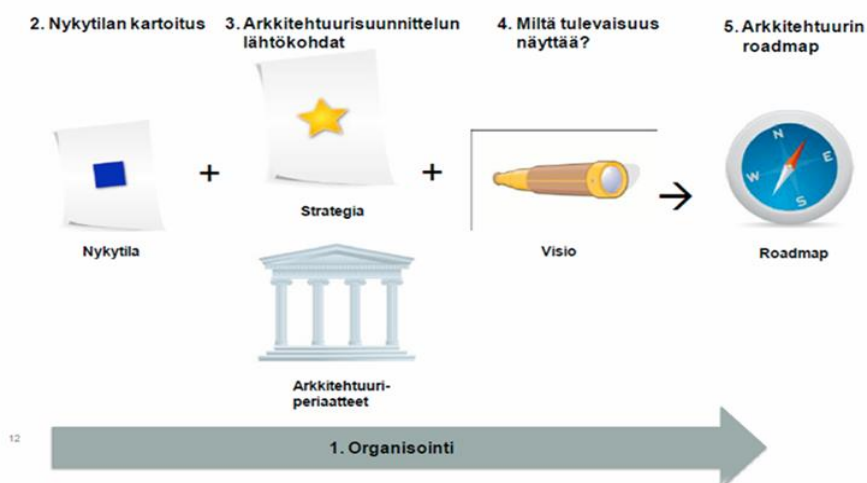 2. Nykytilan kartoitus
3. Arkkitehtuurisuunnittelun
lähtökohdat
4. Miltä tulevaisuus
näyttää?
5. Arkkitehtuurin
roadmap
+
+
→
N
E
S
W
Nykytila
Strategia
Visio
Roadmap
Arkkitehtuuri-
periaatteet
12
1. Organisointi